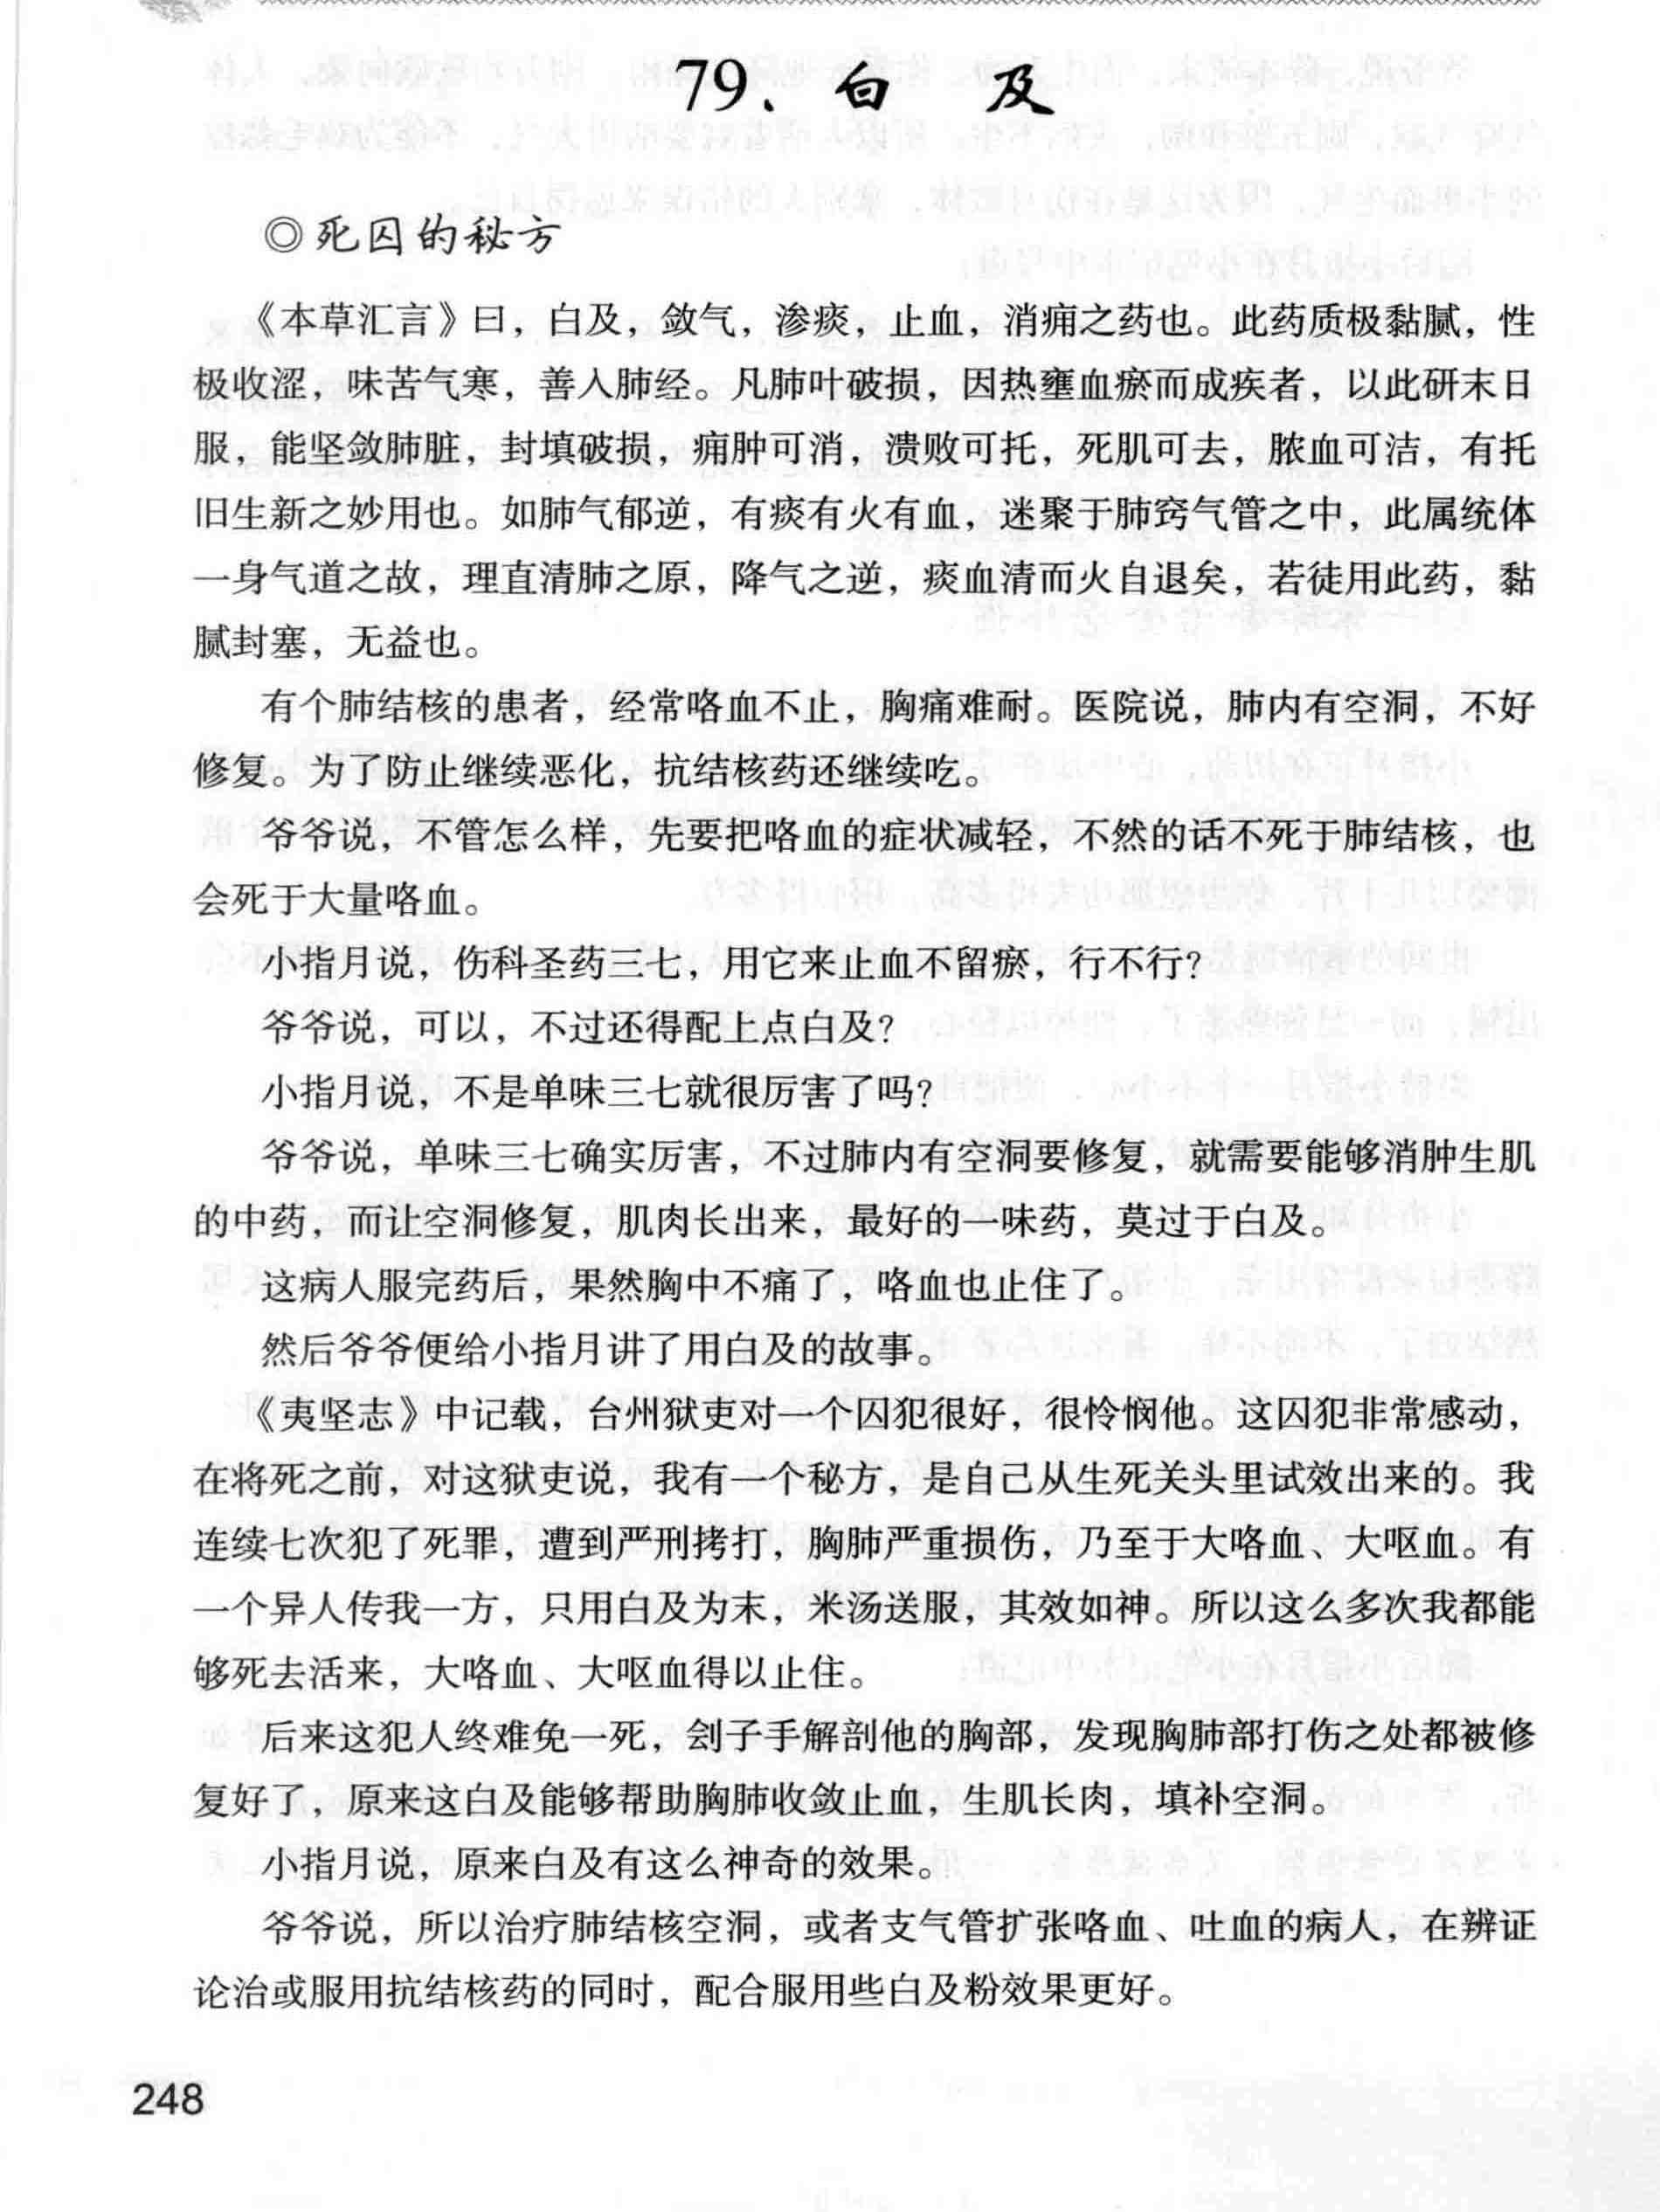 79、白 及
◎死囚的秘方
《本草汇言》曰，白及，敛气，渗痰，止血，消痈之药也。此药质极黏腻，性
极收涩，味苦气寒，善入肺经。凡肺叶破损，因热壅血瘀而成疾者，以此研末日
服，能坚敛肺脏，封填破损，痈肿可消，溃败可托，死肌可去，脓血可洁，有托
旧生新之妙用也。如肺气郁逆，有痰有火有血，迷聚于肺窍气管之中，此属统体
一身气道之故，理直清肺之原，降气之逆，痰血清而火自退矣，若徒用此药，黏
腻封塞，无益也。
有个肺结核的患者，经常咯血不止，胸痛难耐。医院说，肺内有空洞，不好
修复。为了防止继续恶化，抗结核药还继续吃。
爷爷说，不管怎么样，先要把咯血的症状减轻，不然的话不死于肺结核，也
会死于大量咯血。
小指月说，伤科圣药三七，用它来止血不留瘀，行不行？
爷爷说，可以，不过还得配上点白及？
小指月说，不是单味三七就很厉害了吗？
爷爷说，单味三七确实厉害，不过肺内有空洞要修复，就需要能够消肿生肌
的中药，而让空洞修复，肌肉长出来，最好的一味药，莫过于白及。
这病人服完药后，果然胸中不痛了，咯血也止住了。
然后爷爷便给小指月讲了用白及的故事。
《夷坚志》中记载，台州狱吏对一个囚犯很好，很怜悯他。这囚犯非常感动，
在将死之前，对这狱吏说，我有一个秘方，是自己从生死关头里试效出来的。我
连续七次犯了死罪，遭到严刑拷打，胸肺严重损伤，乃至于大咯血、大呕血。有
一个异人传我一方，只用白及为末，米汤送服，其效如神。所以这么多次我都能
够死去活来，大咯血、大呕血得以止住。
后来这犯人终难免一死，刽子手解剖他的胸部，发现胸肺部打伤之处都被修
复好了，原来这白及能够帮助胸肺收敛止血，生肌长肉，填补空洞。
小指月说，原来白及有这么神奇的效果。
爷爷说，所以治疗肺结核空洞，或者支气管扩张咯血、吐血的病人，在辨证
论治或服用抗结核药的同时，配合服用些白及粉效果更好。
248